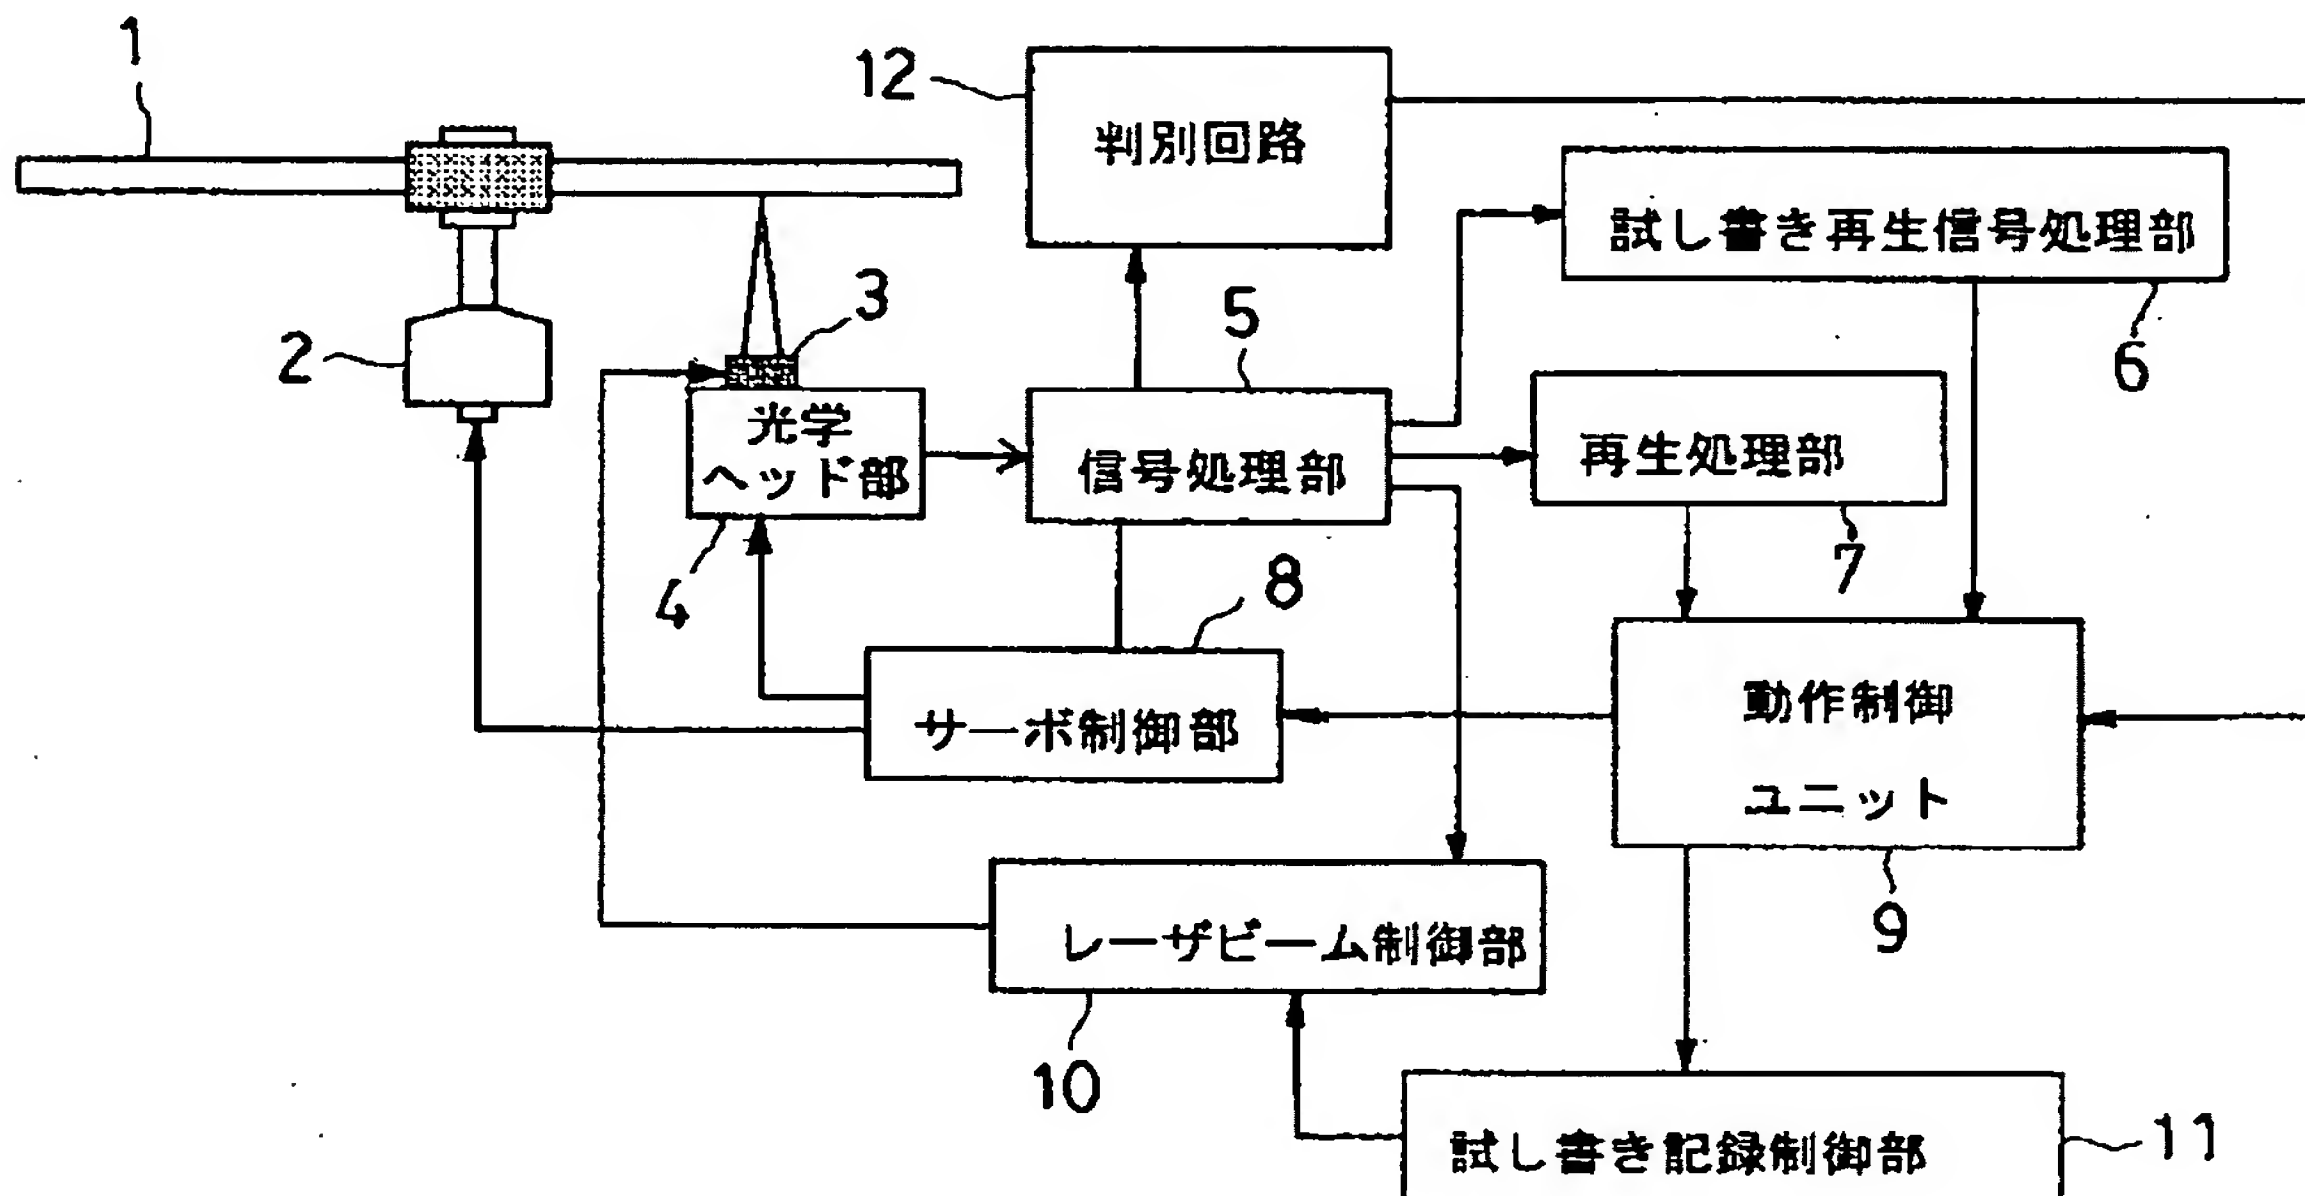 1
12
判別回路
試し書き再生信号処理部
3
5
2
6
光学
ヘッド部
信号処理部
再生処理部
4
8
7
サーボ制御部
動作制御
ユニット
9
レーザビーム制御部
10
試し書き記録制御部
11